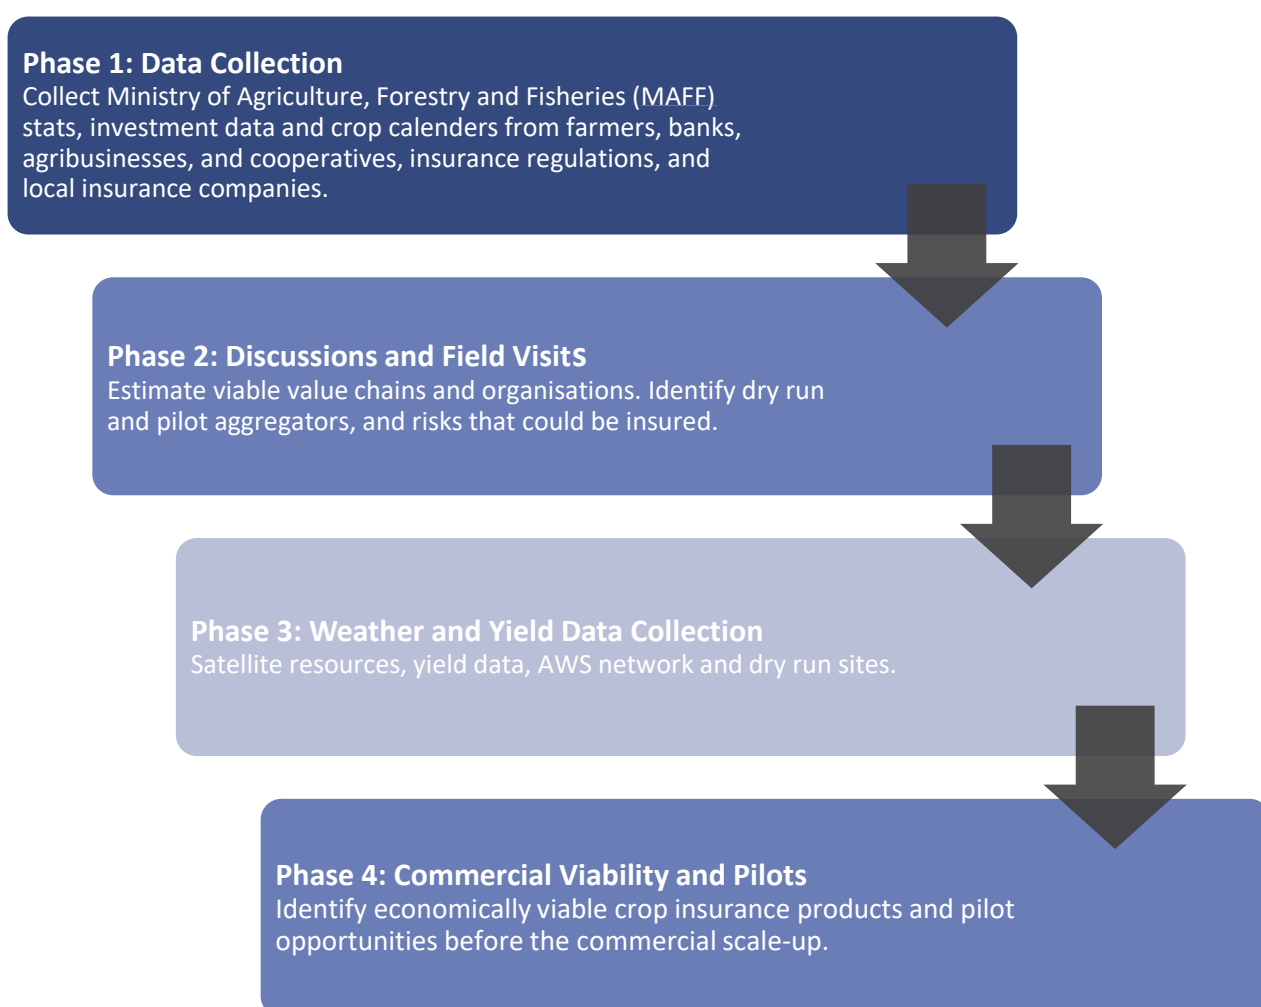 Phase 1: Data Collection
Collect Ministry of Agriculture, Forestry and Fisheries (MAFF)
stats, investment data and crop calenders from farmers, banks,
agribusinesses, and cooperatives, insurance regulations, and
local insurance companies.
Phase 2: Discussions and Field Visits
Estimate viable value chains and organisations. Identify dry run
and pilot aggregators, and risks that could be insured.
Phase 3: Weather and Yield Data Collection
Satellite resources, yield data, AWS network and dry run sites.
Phase 4: Commercial Viability and Pilots
Identify economically viable crop insurance products and pilot
opportunities before the commercial scale-up.